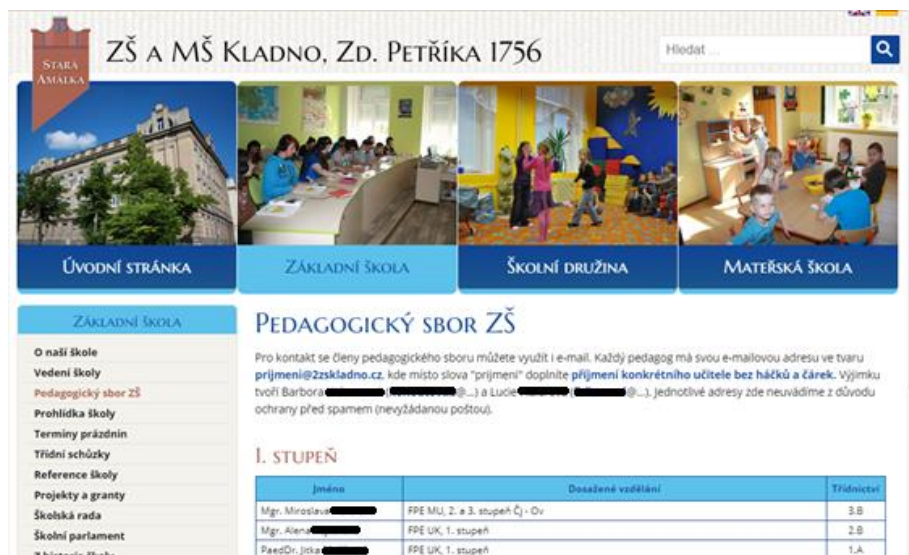 STARÁ
AMÁLKA
ZŠ A MŠ KLADNO, ZD. PETŘÍKA 1756
Hledat ...
ÚVODNÍ STRÁNKA
ZÁKLADNÍ ŠKOLA
ŠKOLNÍ DRUŽINA
MATEŘSKÁ ŠKOLA
ZÁKLADNÍ ŠKOLA
O naší škole
Vedení školy
Pedagogický sbor ZŠ
Prohlídka školy
Termíny prázdnin
Třídní schůzky
Reference školy
Projekty a granty
Školská rada
Školní parlament
Z historie školy
PEDAGOGICKÝ SBOR ZŠ
Pro kontakt se členy pedagogického sboru můžete využít i e-mail. Každý pedagog má svou e-mailovou adresu ve tvaru
prijmeni@2zskladno.cz, kde místo slova "prijmeni" doplníte příjmení konkrétního učitele bez háčků a čárek. Výjimku
tvoří Barbora ( @...) a Lucie ( @...). Jednotlivé adresy zde neuvádíme z důvodu
ochrany před spamem (nevyžádanou poštou).
I. STUPEŇ
Jméno Dosažené vzdělání Třídnictví
Mgr. Miroslava FPE MU, 2. a 3. stupeň Čj - Ov 3.B
Mgr. Alena FPE UK, 1. stupeň 2.B
PaedDr. Jitka FPE UK, 1. stupeň 1.A